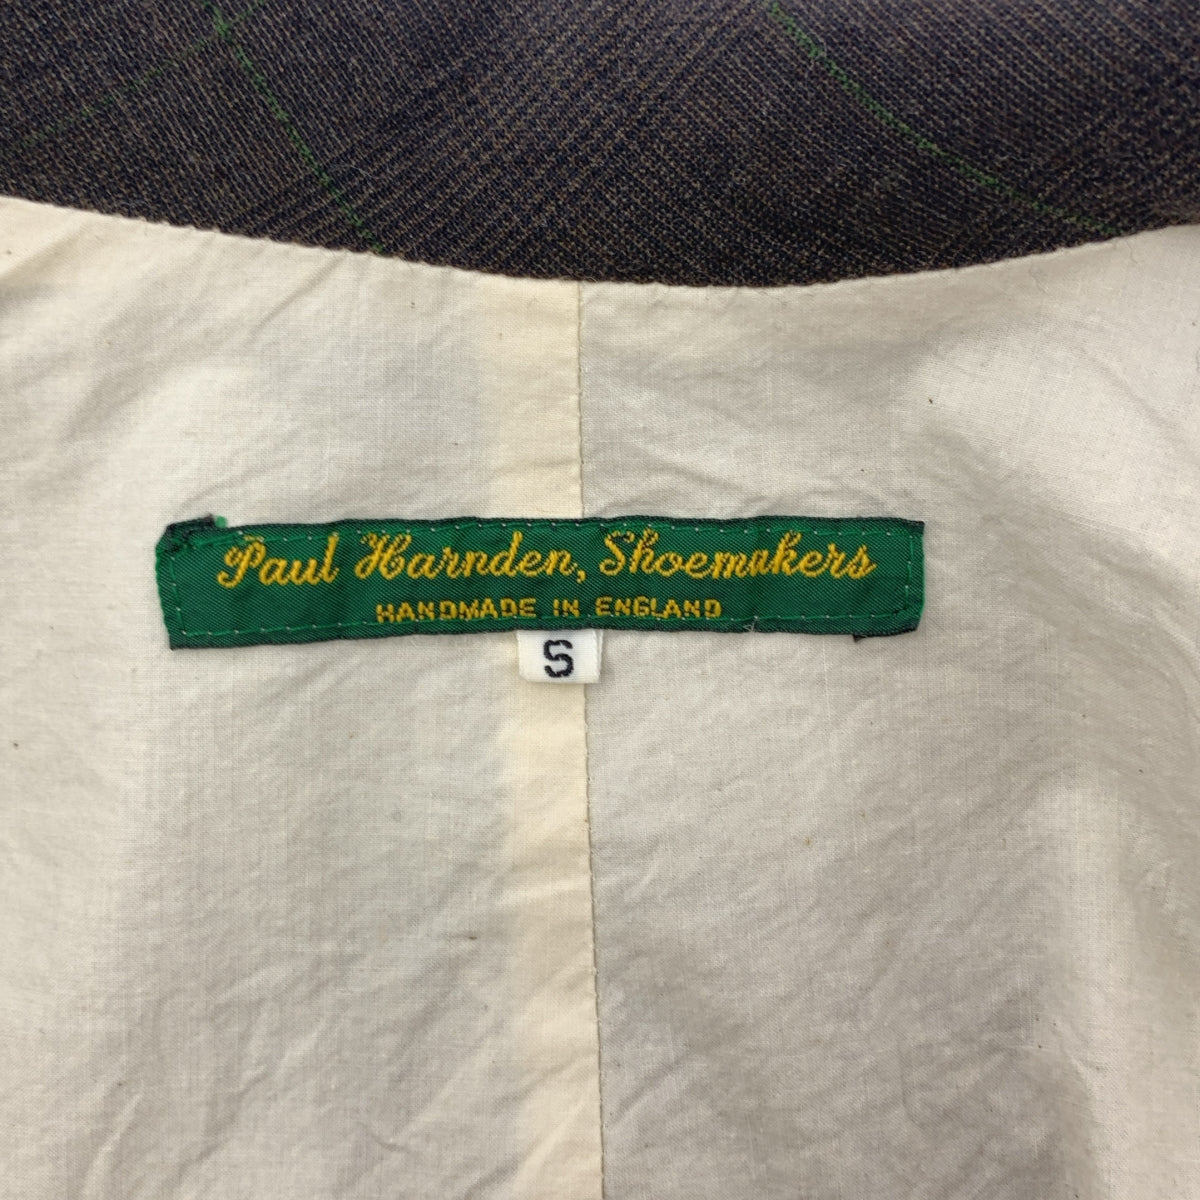 Paul Harnden, Shoemakers
HANDMADE IN ENGLAND
S